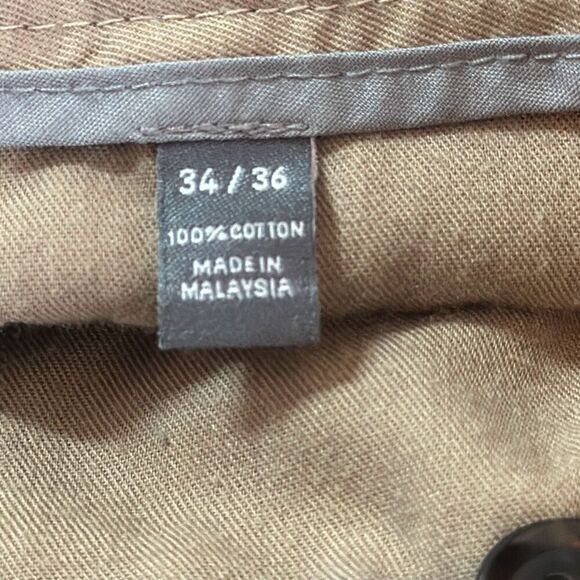 34 / 36
100% COTTON
MADE IN
MALAYSIA